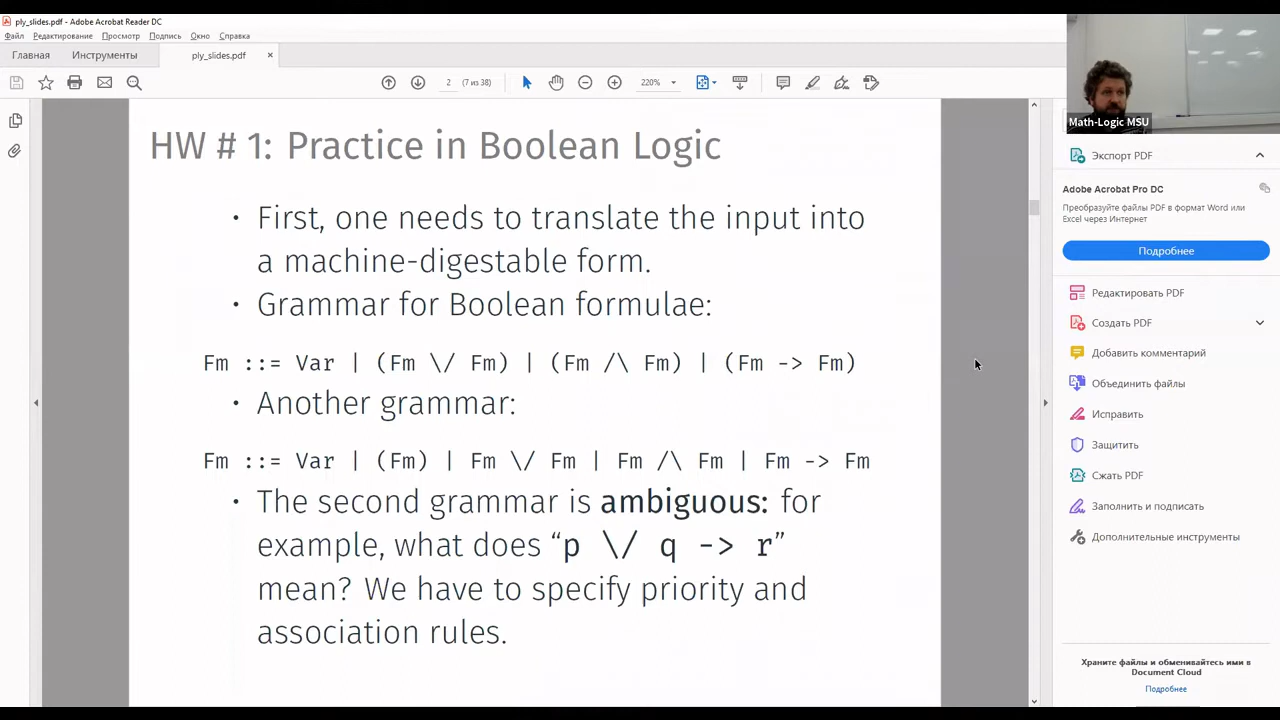 ply_slides.pdf - Adobe Acrobat Reader DC
Файл Редактирование Просмотр Подпись Окно Справка
Главная Инструменты ply_slides.pdf ×
2 (7 из 38) 220%
HW # 1: Practice in Boolean Logic
• First, one needs to translate the input into
a machine-digestable form.
• Grammar for Boolean formulae:
Fm ::= Var | (Fm \/ Fm) | (Fm /\ Fm) | (Fm -> Fm)
• Another grammar:
Fm ::= Var | (Fm) | Fm \/ Fm | Fm /\ Fm | Fm -> Fm
• The second grammar is ambiguous: for
example, what does “p \/ q -> r”
mean? We have to specify priority and
association rules.
Math-Logic MSU
Экспорт PDF
Adobe Acrobat Pro DC
Преобразуйте файлы PDF в формат Word или
Excel через Интернет
Подробнее
Редактировать PDF
Создать PDF
Добавить комментарий
Объединить файлы
Исправить
Защитить
Сжать PDF
Заполнить и подписать
Дополнительные инструменты
Храните файлы и обменивайтесь ими в
Document Cloud
Подробнее